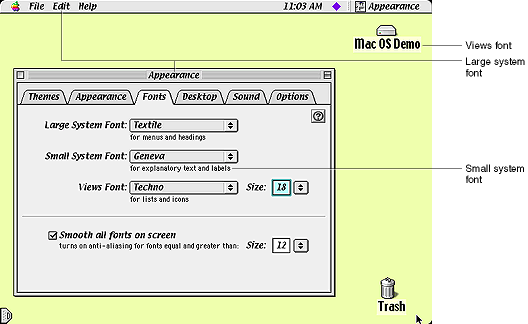 File Edit Help 11:03 AM Appearance
Mac OS Demo
Views font
Large system
font
Appearance
Themes Appearance Fonts Desktop Sound Options
Large System Font: Textile
for menus and headings
Small System Font: Geneva
for explanatory text and labels
Small system
font
Views Font: Techno Size: 18
for lists and icons
Smooth all fonts on screen
turns on anti-aliasing for fonts equal and greater than: Size: 12
Trash